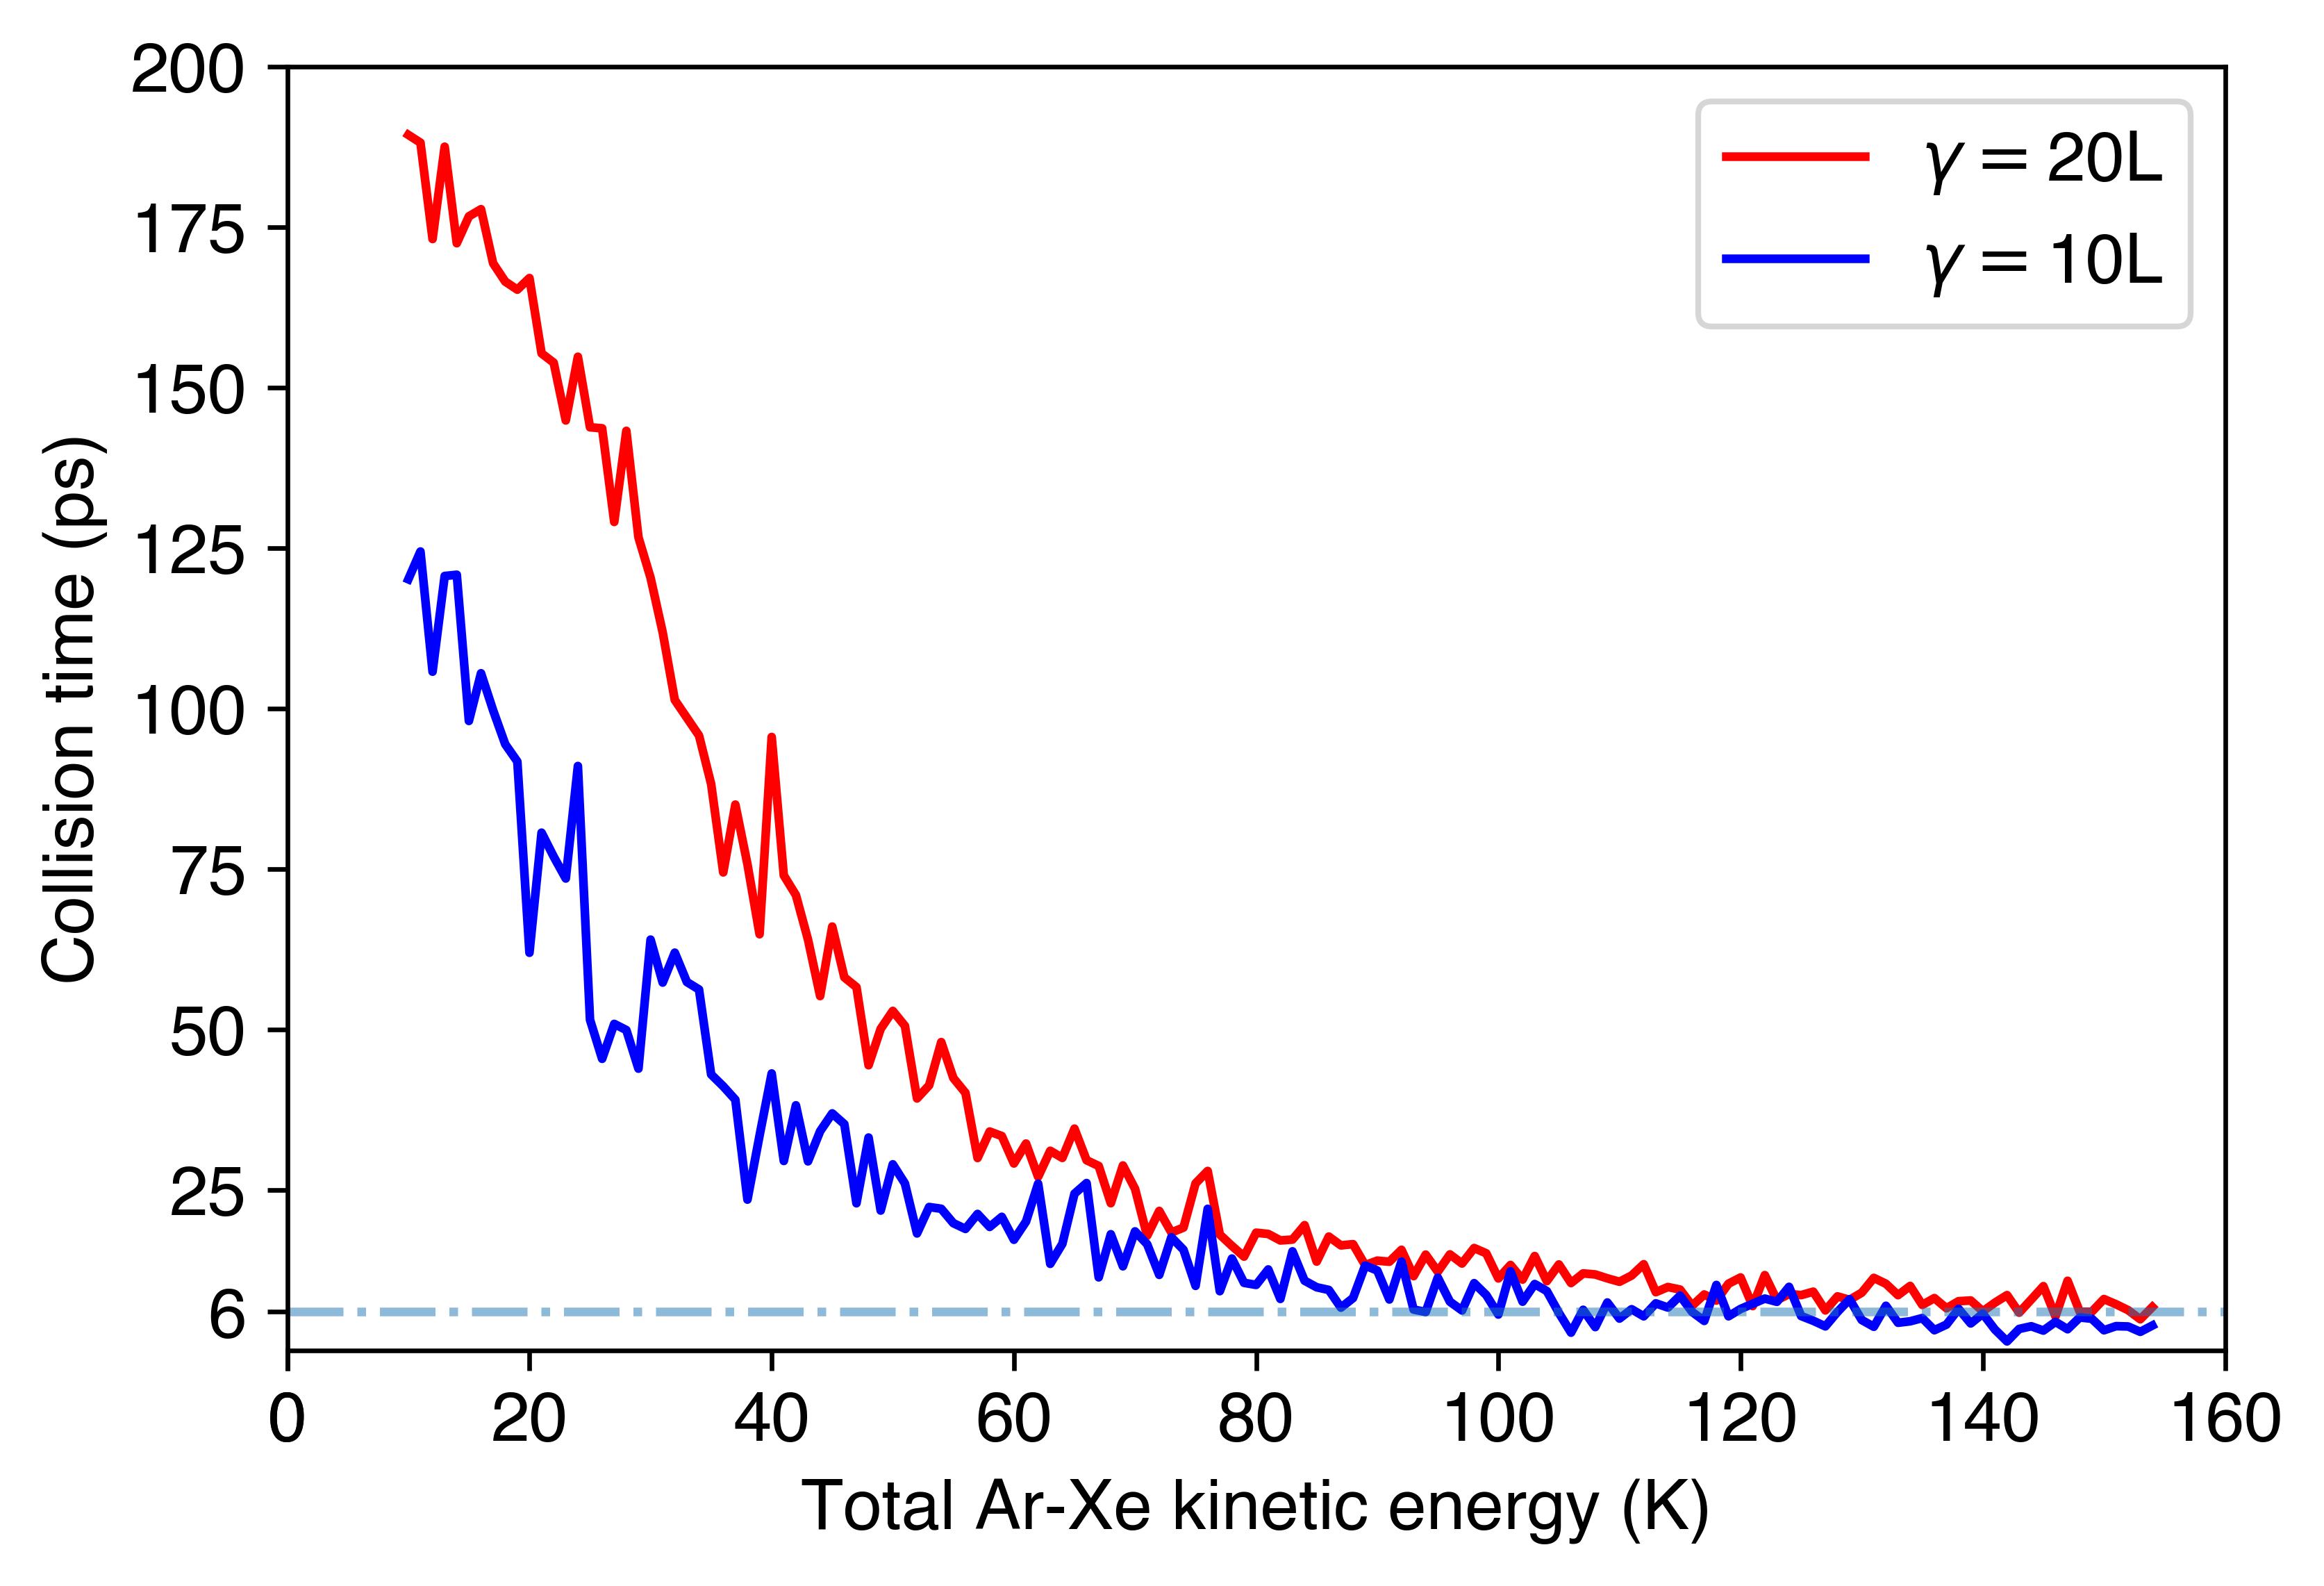 200
175
150
125
100
75
50
25
6
Collision time (ps)
γ = 20L
γ = 10L
0 20 40 60 80 100 120 140 160
Total Ar-Xe kinetic energy (K)